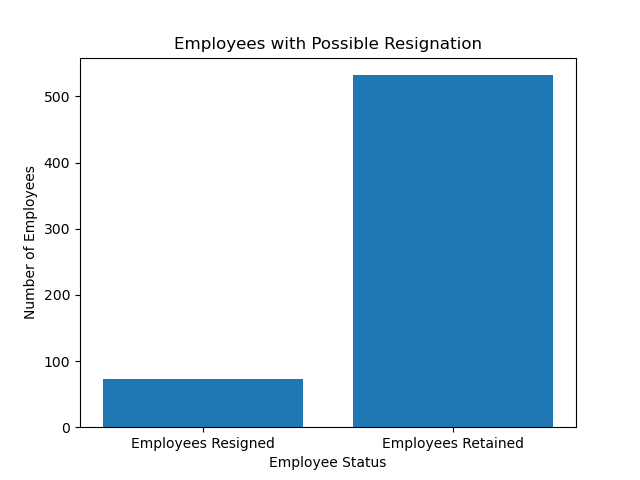 Employees with Possible Resignation
500
400
300
200
100
0
Number of Employees
Employees Resigned
Employees Retained
Employee Status